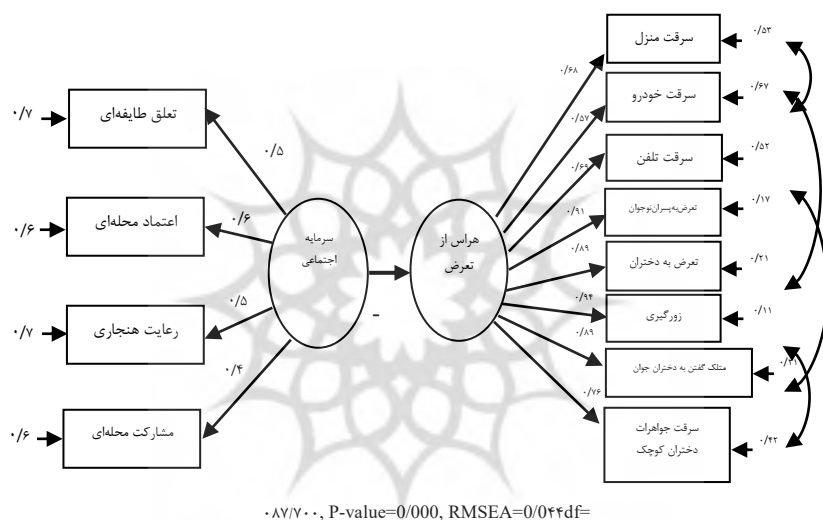 سرقت منزل
۰/۵۳
۰/۶۸
سرقت خودرو
۰/۶۷
۰/۵۷
سرقت تلفن
۰/۵۲
۰/۶۹
تعرض به پسران نوجوان
۰/۱۷
۰/۹۱
تعرض به دختران
۰/۲۱
۰/۸۹
زورگیری
۰/۱۱
۰/۹۴
متلک گفتن به دختران جوان
۰/۸۹
سرقت جواهرات
دختران کوچک
۰/۴۲
۰/۷۶
هراس از
تعرض
-
سرمایه
اجتماعی
تعلق طایفه‌ای
۰/۷
۰/۵
اعتماد محله‌ای
۰/۶
۰/۶
رعایت هنجاری
۰/۷
۰/۵
مشارکت محله‌ای
۰/۶
۰/۴
۰۸۷/۷۰۰, P-value=0/000, RMSEA=0/0۴۴df=